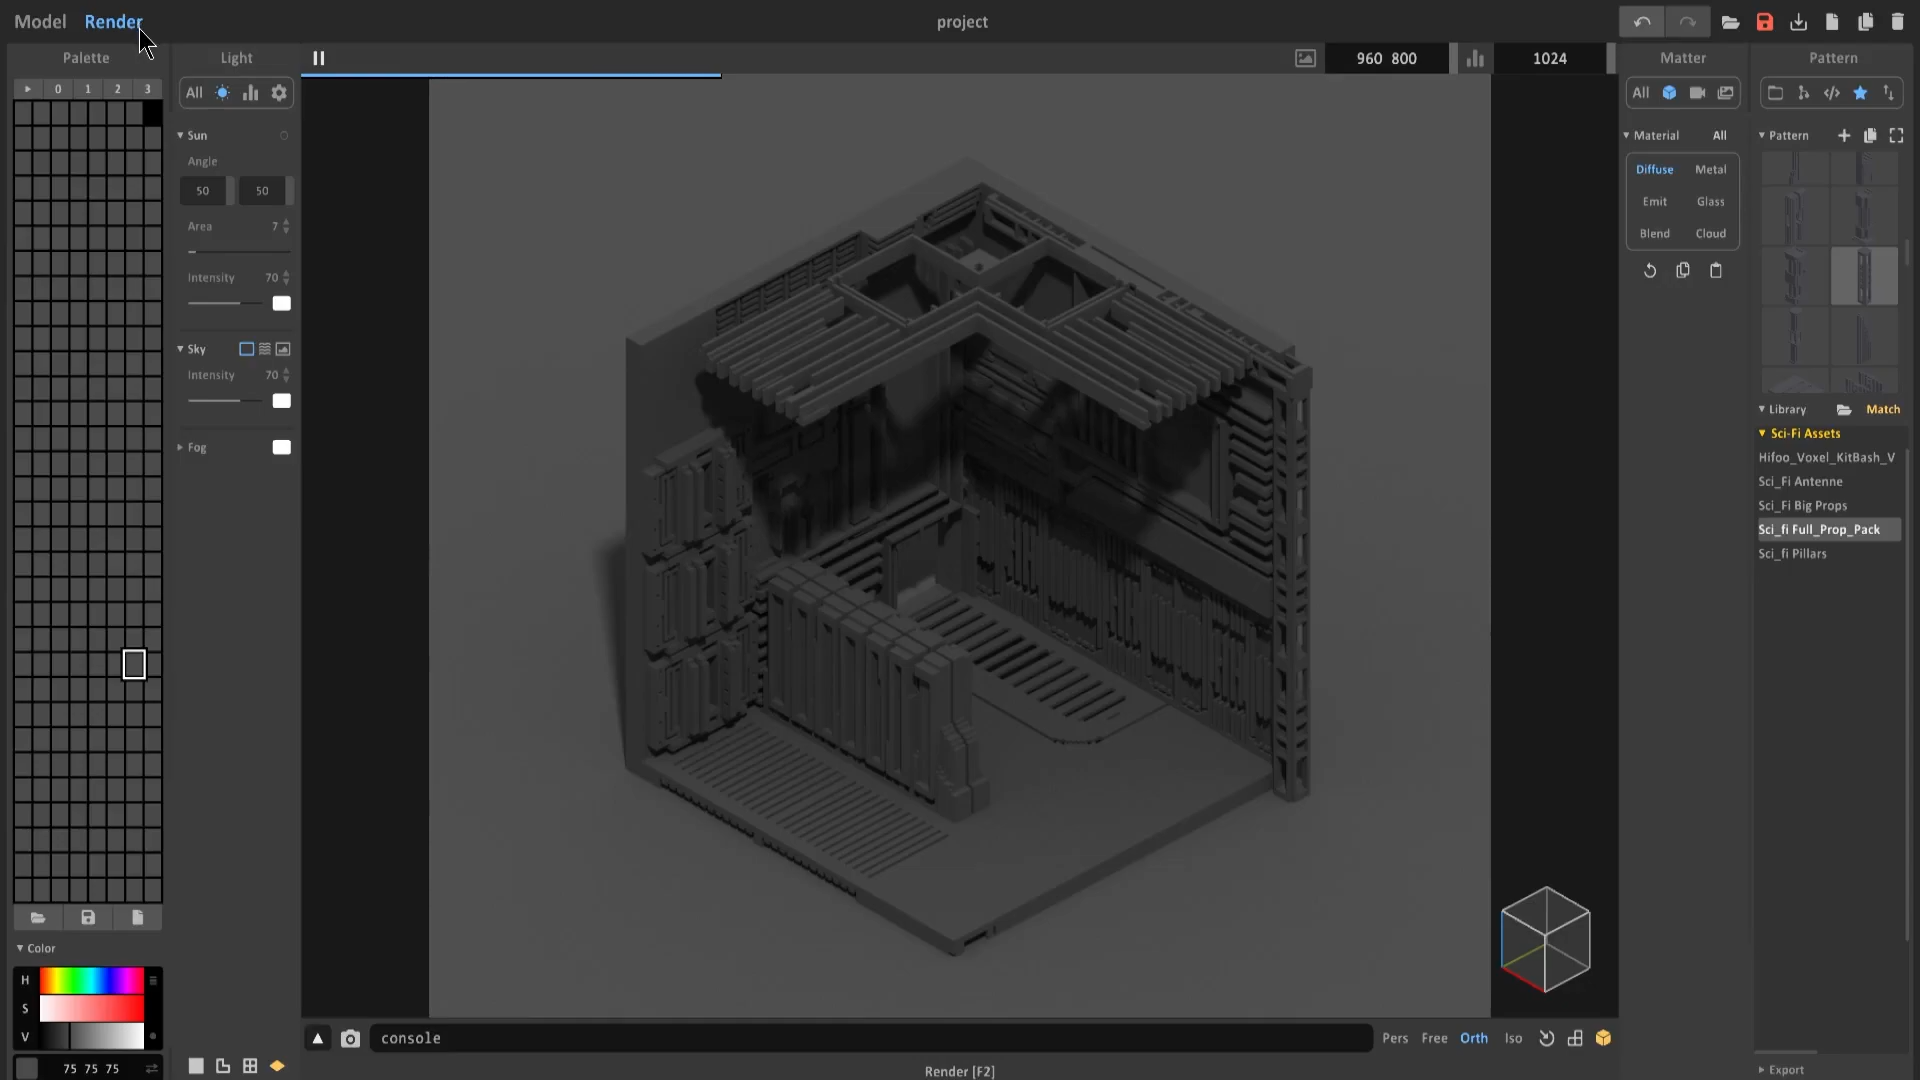 Model Render
project
Palette
0 1 2 3
Color
H
S
V
75 75 75
Light
All
Sun
Angle
50 50
Area 7
Intensity 70
Sky
Intensity 70
Fog
960 800
1024
console
Pers Free Orth Iso
Render [F2]
Matter
All
Material All
Diffuse Metal
Emit Glass
Blend Cloud
Pattern
Pattern
Library Match
Sci-Fi Assets
Hifoo_Voxel_KitBash_V
Sci_Fi Antenne
Sci_Fi Big Props
Sci_fi Full_Prop_Pack
Sci_fi Pillars
Export